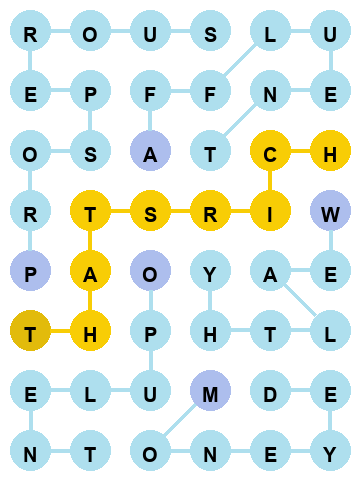 R O U S L U
E P F F N E
O S A T C H
R T S R I W
P A O Y A E
T H P H T L
E L U M D E
N T O N E Y